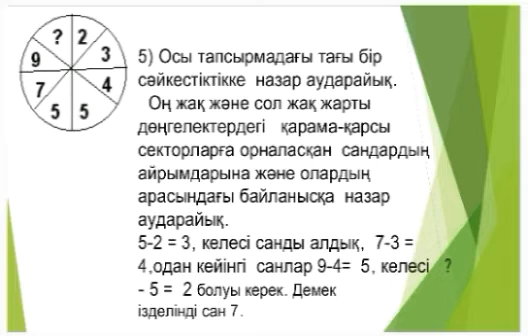 ? 2
9 3
7 4
5 5
5) Осы тапсырмадағы тағы бір
сәйкестіктікке назар аударайық.
Оң жақ және сол жақ жарты
дөңгелектердегі қарама-қарсы
секторларға орналасқан сандардың
айрымдарына және олардың
арасындағы байланысқа назар
аударайық.
5-2 = 3, келесі санды алдық, 7-3 =
4,одан кейінгі санлар 9-4= 5, келесі ?
- 5 = 2 болуы керек. Демек
ізделінді сан 7.